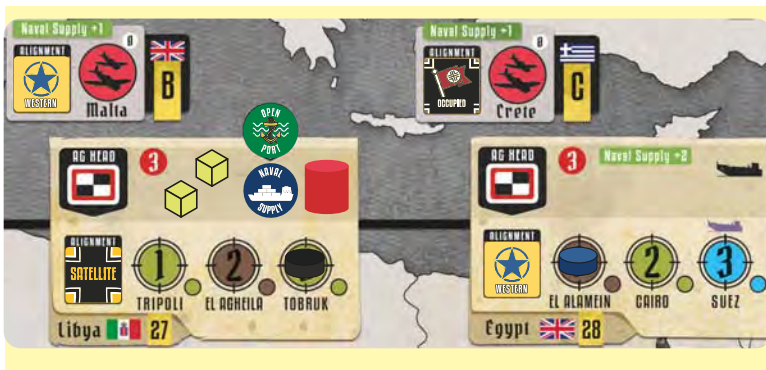 Naval Supply +1
ALIGNMENT
WESTERN
0
Malta
B
Naval Supply +1
ALIGNMENT
OCCUPIED
0
Crete
C
AG HEAD
3
OPEN
PORT
NAVAL
SUPPLY
ALIGNMENT
SATELLITE
1
TRIPOLI
2
EL AGHEILA
TOBRUK
Libya
27
AG HEAD
3
Naval Supply +2
ALIGNMENT
WESTERN
EL ALAMEIN
2
CAIRO
3
SUEZ
Egypt
28